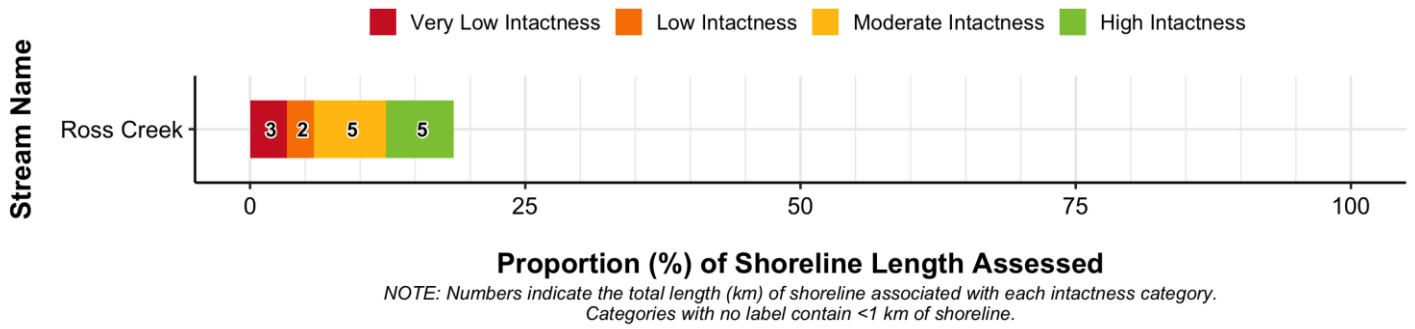 Very Low Intactness Low Intactness Moderate Intactness High Intactness
Stream Name
Ross Creek 3 2 5 5
0 25 50 75 100
Proportion (%) of Shoreline Length Assessed
NOTE: Numbers indicate the total length (km) of shoreline associated with each intactness category.
Categories with no label contain <1 km of shoreline.